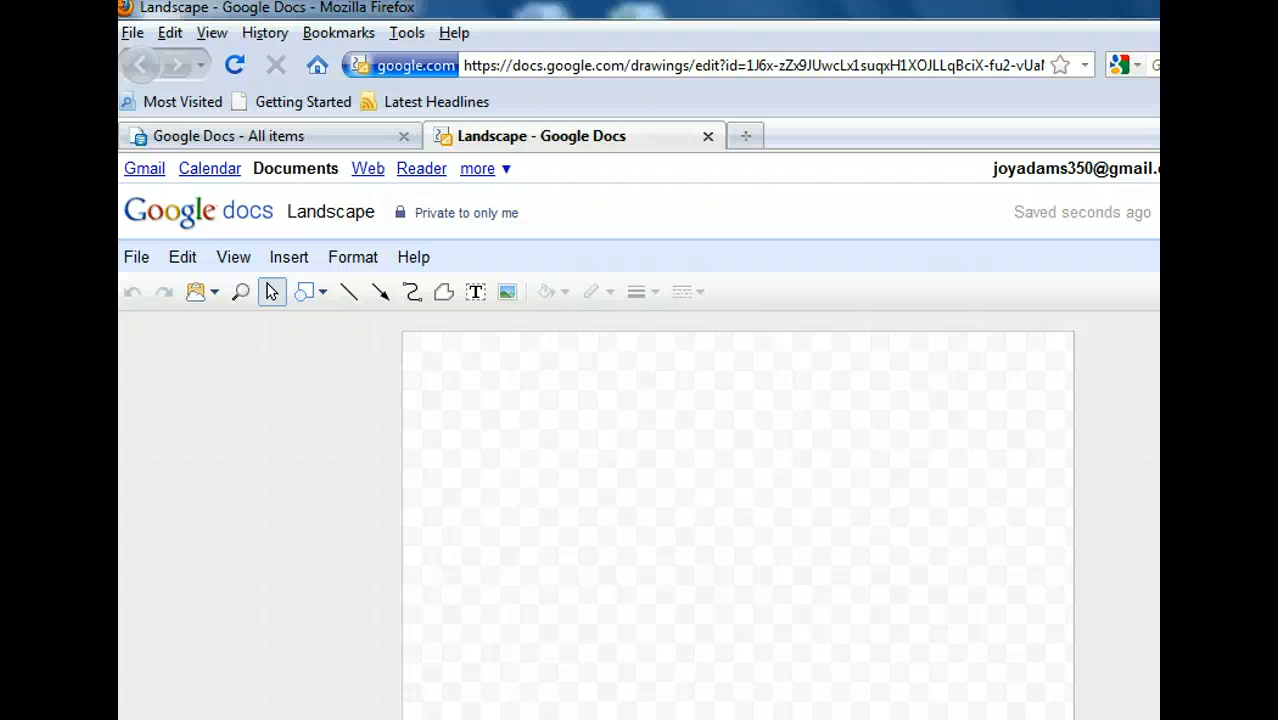 Landscape - Google Docs - Mozilla Firefox
File Edit View History Bookmarks Tools Help
google.com https://docs.google.com/drawings/edit?id=1J6x-zZx9JUwcLx1suqxH1XOJLLqBciX-fu2-vUaM
Most Visited Getting Started Latest Headlines
Google Docs - All items Landscape - Google Docs
Gmail Calendar Documents Web Reader more ▼
joyadams350@gmail.
Google docs Landscape Private to only me Saved seconds ago
File Edit View Insert Format Help
T